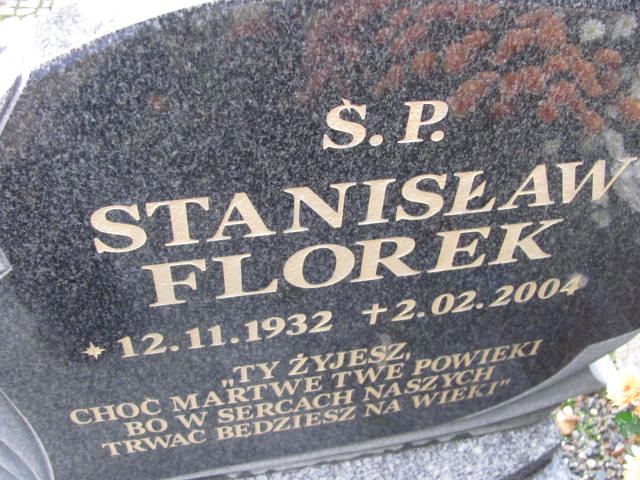 Ś. P.
STANISŁAW
FLOREK
* 12.11.1932 † 2.02.2004
„TY ŻYJESZ,
CHOĆ MARTWE TWE POWIEKI
BO W SERCACH NASZYCH
TRWAĆ BEDZIESZ NA WIEKI"